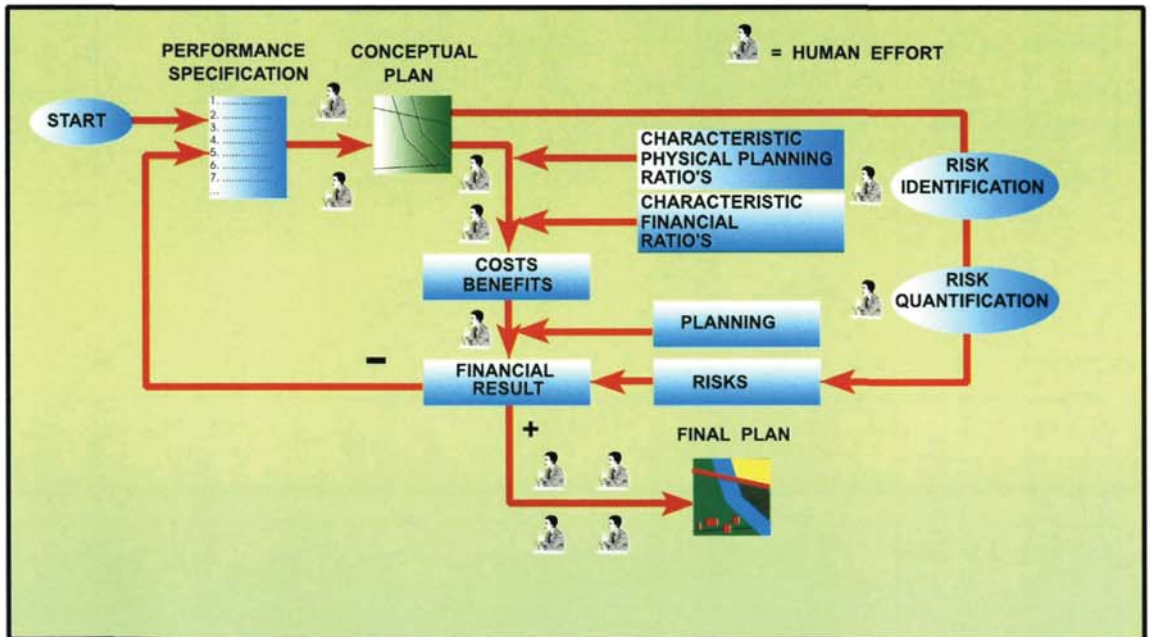 PERFORMANCE
SPECIFICATION
CONCEPTUAL
PLAN
= HUMAN EFFORT
START
1. ..............
2. ..............
3. ..............
4. ..............
5. ..............
6. ..............
7. ..............
...
CHARACTERISTIC
PHYSICAL PLANNING
RATIO'S
CHARACTERISTIC
FINANCIAL
RATIO'S
RISK
IDENTIFICATION
COSTS
BENEFITS
RISK
QUANTIFICATION
PLANNING
–
FINANCIAL
RESULT
RISKS
+
FINAL PLAN